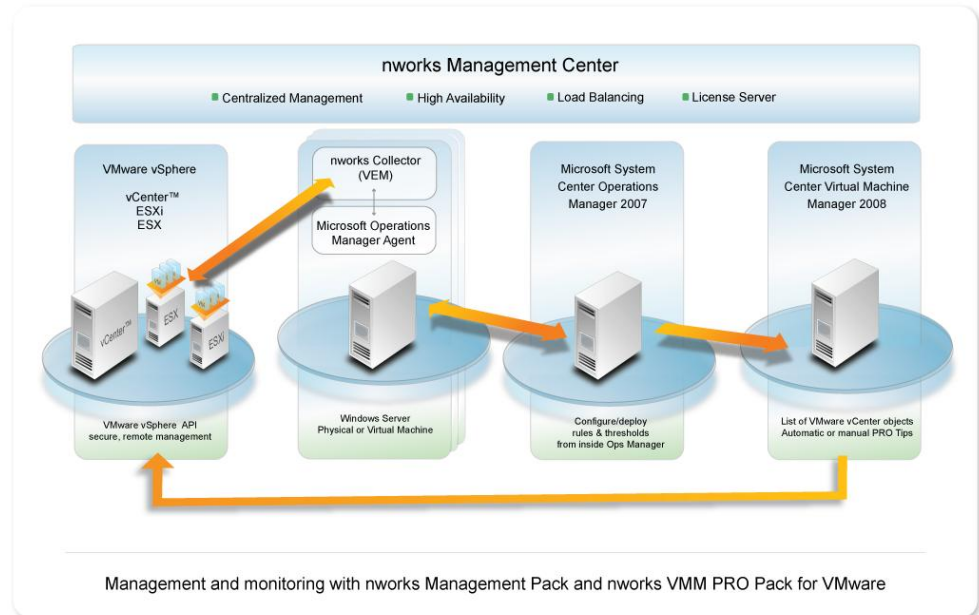 nworks Management Center
Centralized Management
High Availability
Load Balancing
License Server
VMware vSphere
vCenter™
ESXi
ESX
vCenter™
ESX
ESXi
VMware vSphere API
secure, remote management
nworks Collector
(VEM)
Microsoft Operations
Manager Agent
Windows Server
Physical or Virtual Machine
Microsoft System
Center Operations
Manager 2007
Configure/deploy
rules & thresholds
from inside Ops Manager
Microsoft System
Center Virtual Machine
Manager 2008
List of VMware vCenter objects
Automatic or manual PRO Tips
Management and monitoring with nworks Management Pack and nworks VMM PRO Pack for VMware